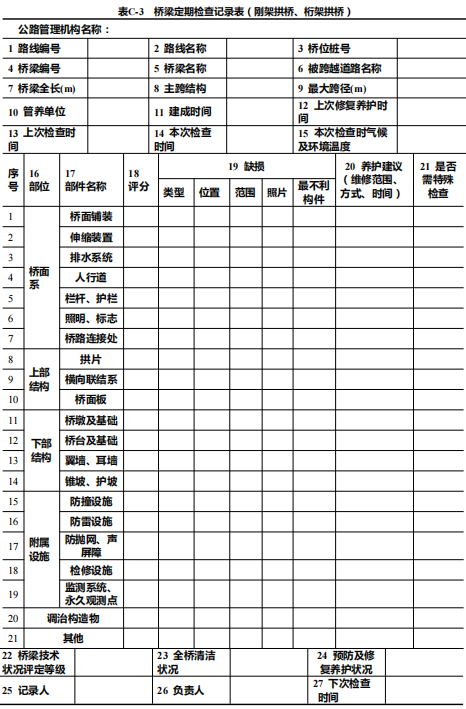 表C-3 桥梁定期检查记录表（刚架拱桥、桁架拱桥）
公路管理机构名称：
1 路线编号 2 路线名称 3 桥位桩号
4 桥梁编号 5 桥梁名称 6 被跨越道路名称
7 桥梁全长(m) 8 主跨结构 9 最大跨径(m)
10 管养单位 11 建成时间 12 上次修复养护时
间
13 上次检查时
间 14 本次检查
时间 15 本次检查时气候
及环境温度
序
号 16
部位 17
部件名称 18
评分 19 缺损 20 养护建议
（维修范围、
方式、时间） 21 是否
需特殊
检查
类型 位置 范围 照片 最不利
构件
1 桥面
系 桥面铺装
2 伸缩装置
3 排水系统
4 人行道
5 栏杆、护栏
6 照明、标志
7 桥路连接处
8 上部
结构 拱片
9 横向联结系
10 桥面板
11 下部
结构 桥墩及基础
12 桥台及基础
13 翼墙、耳墙
14 锥坡、护坡
15 附属
设施 防撞设施
16 防雷设施
17 防抛网、声
屏障
18 检修设施
19 监测系统、
永久观测点
20 调治构造物
21 其他
22 桥梁技术
状况评定等级 23 全桥清洁
状况 24 预防及修
复养护状况
25 记录人 26 负责人 27 下次检查
时间